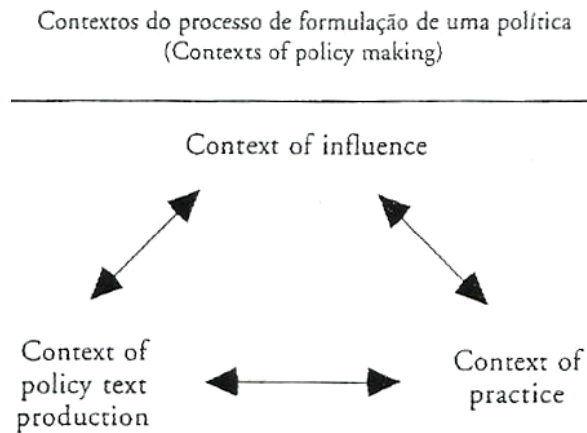 Contextos do processo de formulação de uma política
(Contexts of policy making)
Context of influence
Context of
policy text
production
Context of
practice